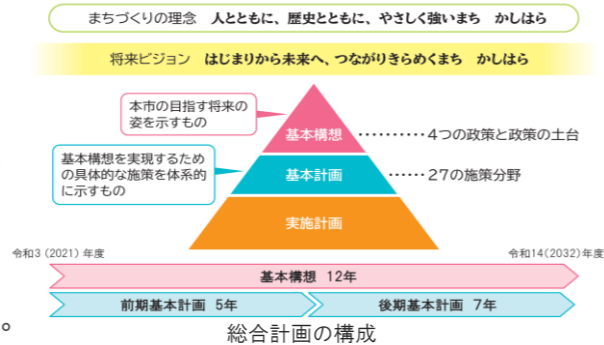 まちづくりの理念 人とともに、歴史とともに、やさしく強いまち かしはら
将来ビジョン はじまりから未来へ、つながりきらめくまち かしはら
本市の目指す将来の
姿を示すもの
基本構想 ・・・・・・・・・・4つの政策と政策の土台
基本構想を実現するため
の具体的な施策を体系的
に示すもの
基本計画 ・・・・・・27の施策分野
実施計画
令和3(2021)年度
令和14(2032)年度
基本構想 12年
前期基本計画 5年
後期基本計画 7年
。
総合計画の構成